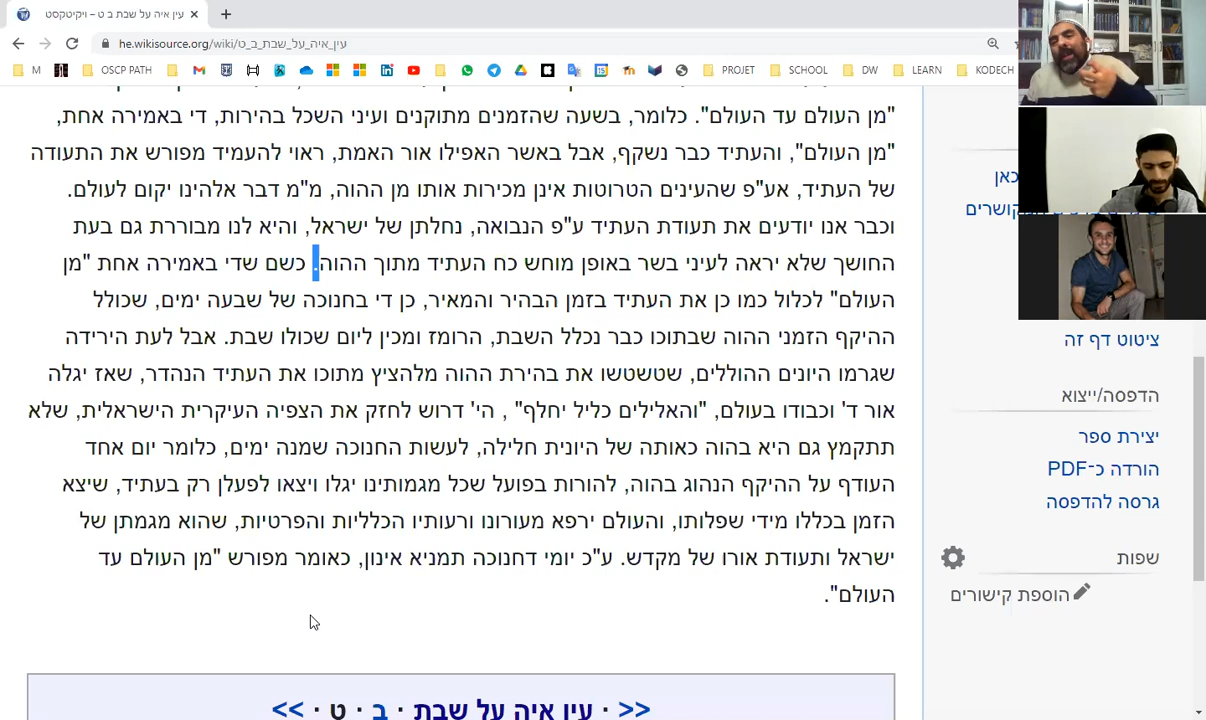 עין איה על שבת ב ט – ויקיטקסט
he.wikisource.org/wiki/עין_איה_על_שבת_ב_ט
M
OSCP PATH
PROJET
SCHOOL
DW
LEARN
KODECH
"מן העולם עד העולם". כלומר, בשעה שהזמנים מתוקנים ועיני השכל בהירות, די באמירה אחת,
"מן העולם", והעתיד כבר נשקף, אבל באשר האפילו אור האמת, ראוי להעמיד מפורש את התעודה
של העתיד, אע"פ שהעינים הטרוטות אינן מכירות אותו מן ההוה, מ"מ דבר אלהינו יקום לעולם.
וכבר אנו יודעים את תעודת העתיד ע"פ הנבואה, נחלתן של ישראל, והיא לנו מבוררת גם בעת
החושך שלא יראה לעיני בשר באופן מוחש כח העתיד מתוך ההוה. כשם שדי באמירה אחת "מן
העולם" לכלול כמו כן את העתיד בזמן הבהיר והמאיר, כן די בחנוכה של שבעה ימים, שכולל
ההיקף הזמני ההוה שבתוכו כבר נכלל השבת, הרומז ומכין ליום שכולו שבת. אבל לעת הירידה
שגרמו היונים ההוללים, שטשטשו את בהירת ההוה מלהציץ מתוכו את העתיד הנהדר, שאז יגלה
אור ד' וכבודו בעולם, "והאלילים כליל יחלף" , הי' דרוש לחזק את הצפיה העיקרית הישראלית, שלא
תתקמץ גם היא בהוה כאותה של היונית חלילה, לעשות החנוכה שמנה ימים, כלומר יום אחד
העודף על ההיקף הנהוג בהוה, להורות בפועל שכל מגמותינו יגלו ויצאו לפעלן רק בעתיד, שיצא
הזמן בכללו מידי שפלותו, והעולם ירפא מעורונו ורעותיו הכלליות והפרטיות, שהוא מגמתן של
ישראל ותעודת אורו של מקדש. ע"כ יומי דחנוכה תמניא אינון, כאומר מפורש "מן העולם עד
העולם".
<< · עין איה על שבת · ב · ט · >>
כאן
ציטוט דף זה
הדפסה/ייצוא
יצירת ספר
הורדה כ־PDF
גרסה להדפסה
שפות
הוספת קישורים